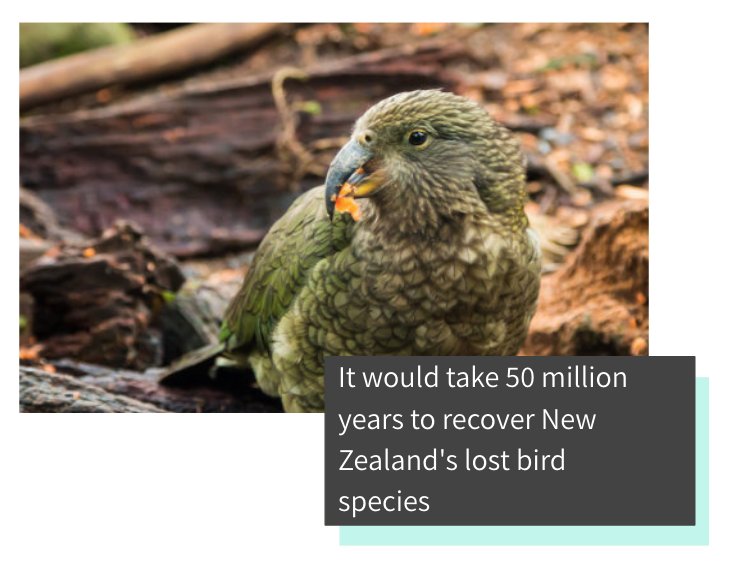 It would take 50 million
years to recover New
Zealand's lost bird
species